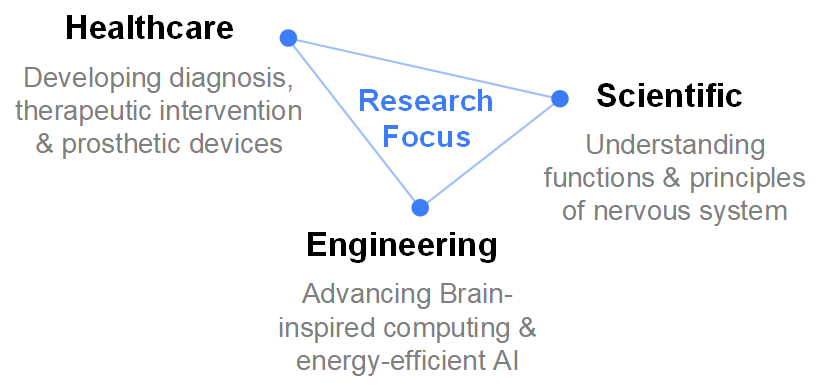 Healthcare
Developing diagnosis,
therapeutic intervention
& prosthetic devices
Research
Focus
Scientific
Understanding
functions & principles
of nervous system
Engineering
Advancing Brain-
inspired computing &
energy-efficient AI